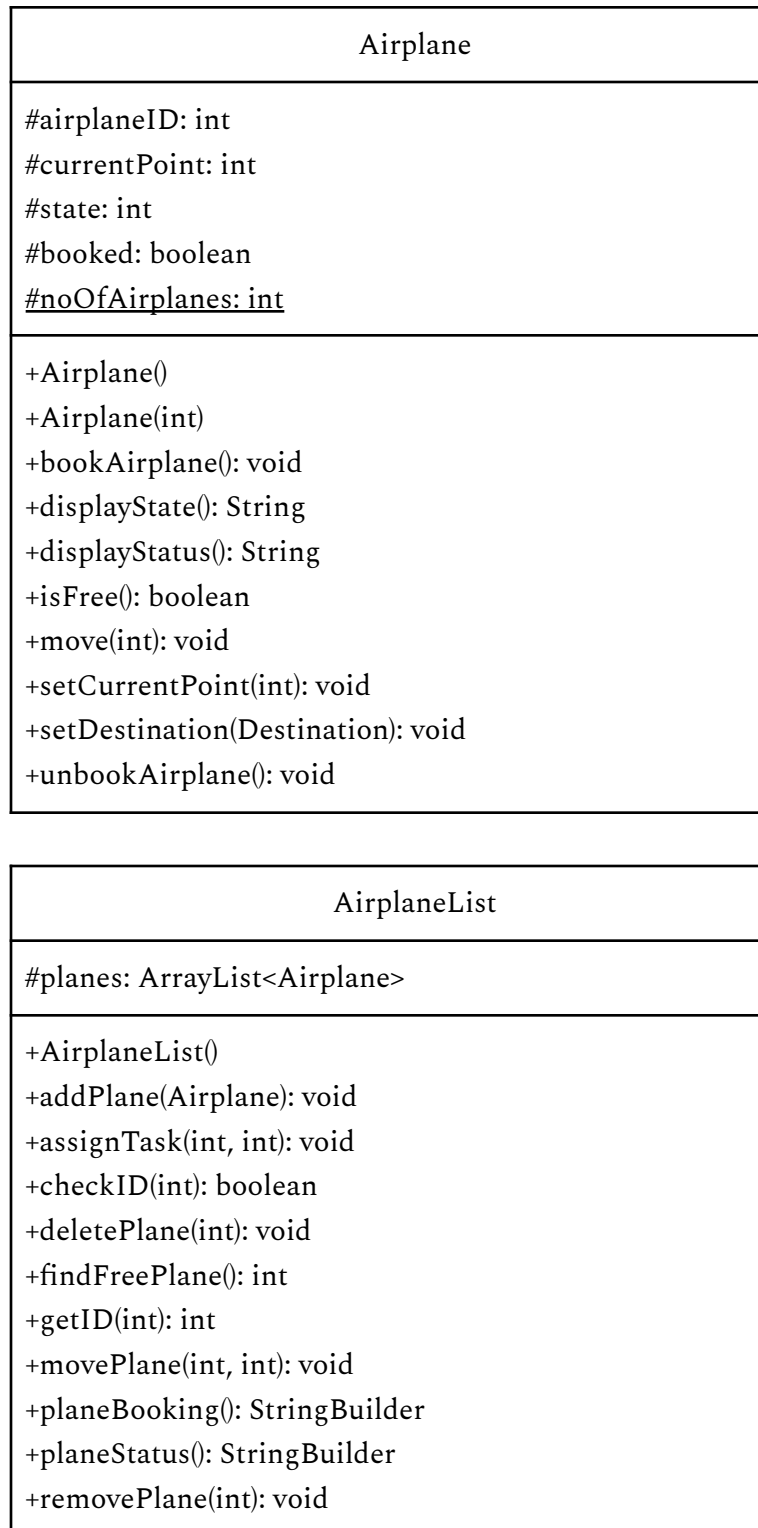 Airplane
#airplaneID: int
#currentPoint: int
#state: int
#booked: boolean
#noOfAirplanes: int
+Airplane()
+Airplane(int)
+bookAirplane(): void
+displayState(): String
+displayStatus(): String
+isFree(): boolean
+move(int): void
+setCurrentPoint(int): void
+setDestination(Destination): void
+unbookAirplane(): void
AirplaneList
#planes: ArrayList<Airplane>
+AirplaneList()
+addPlane(Airplane): void
+assignTask(int, int): void
+checkID(int): boolean
+deletePlane(int): void
+findFreePlane(): int
+getID(int): int
+movePlane(int, int): void
+planeBooking(): StringBuilder
+planeStatus(): StringBuilder
+removePlane(int): void